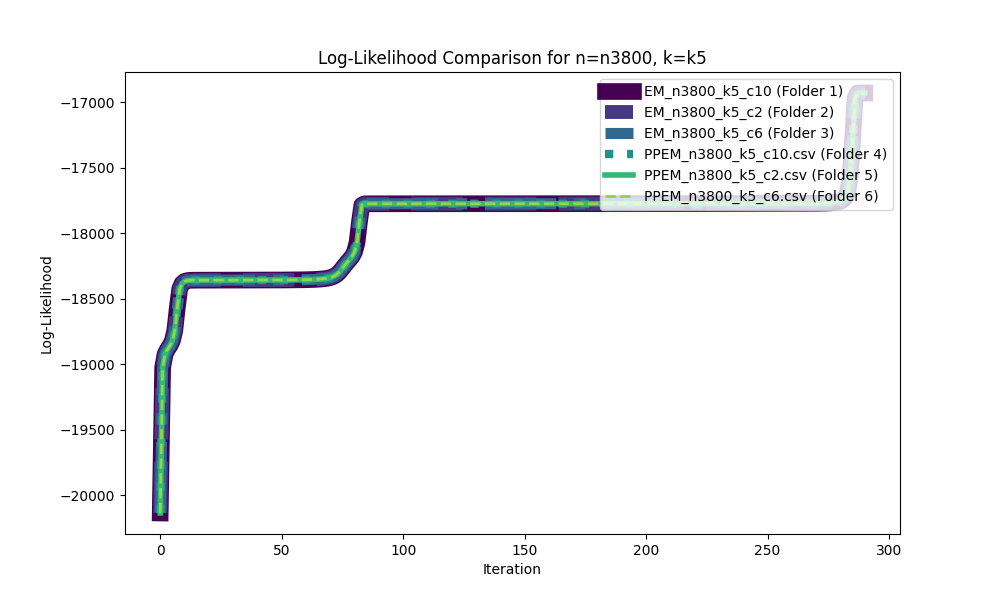 Log-Likelihood Comparison for n=n3800, k=k5
EM_n3800_k5_c10 (Folder 1)
EM_n3800_k5_c2 (Folder 2)
EM_n3800_k5_c6 (Folder 3)
PPEM_n3800_k5_c10.csv (Folder 4)
PPEM_n3800_k5_c2.csv (Folder 5)
PPEM_n3800_k5_c6.csv (Folder 6)
Log-Likelihood
−17000
−17500
−18000
−18500
−19000
−19500
−20000
0 50 100 150 200 250 300
Iteration